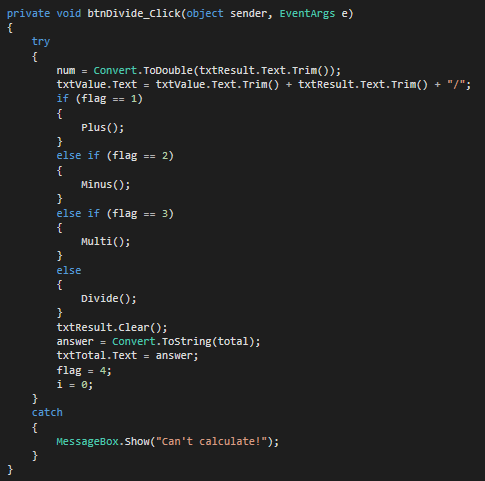 private void btnDivide_Click(object sender, EventArgs e)
{
    try
    {
        num = Convert.ToDouble(txtResult.Text.Trim());
        txtValue.Text = txtValue.Text.Trim() + txtResult.Text.Trim() + "/";
        if (flag == 1)
        {
            Plus();
        }
        else if (flag == 2)
        {
            Minus();
        }
        else if (flag == 3)
        {
            Multi();
        }
        else
        {
            Divide();
        }
        txtResult.Clear();
        answer = Convert.ToString(total);
        txtTotal.Text = answer;
        flag = 4;
        i = 0;
    }
    catch
    {
        MessageBox.Show("Can't calculate!");
    }
}